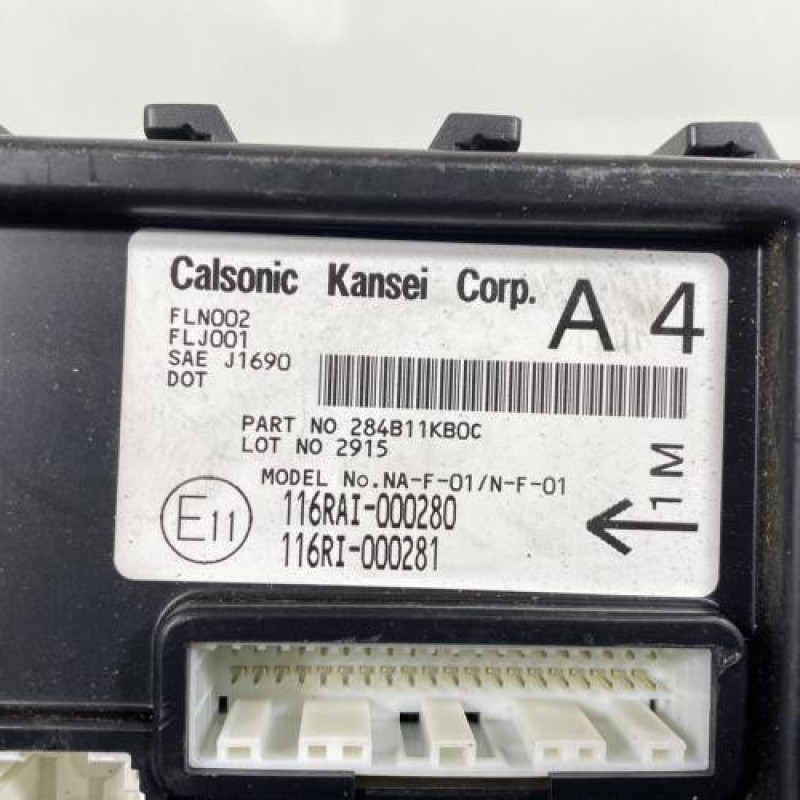 Calsonic Kansei Corp.
A 4
FLN002
FLJ001
SAE J1690
DOT
PART NO 284B11KB0C
LOT NO 2915
MODEL No.NA-F-01/N-F-01
E11
116RAI-000280
116RI-000281
1M